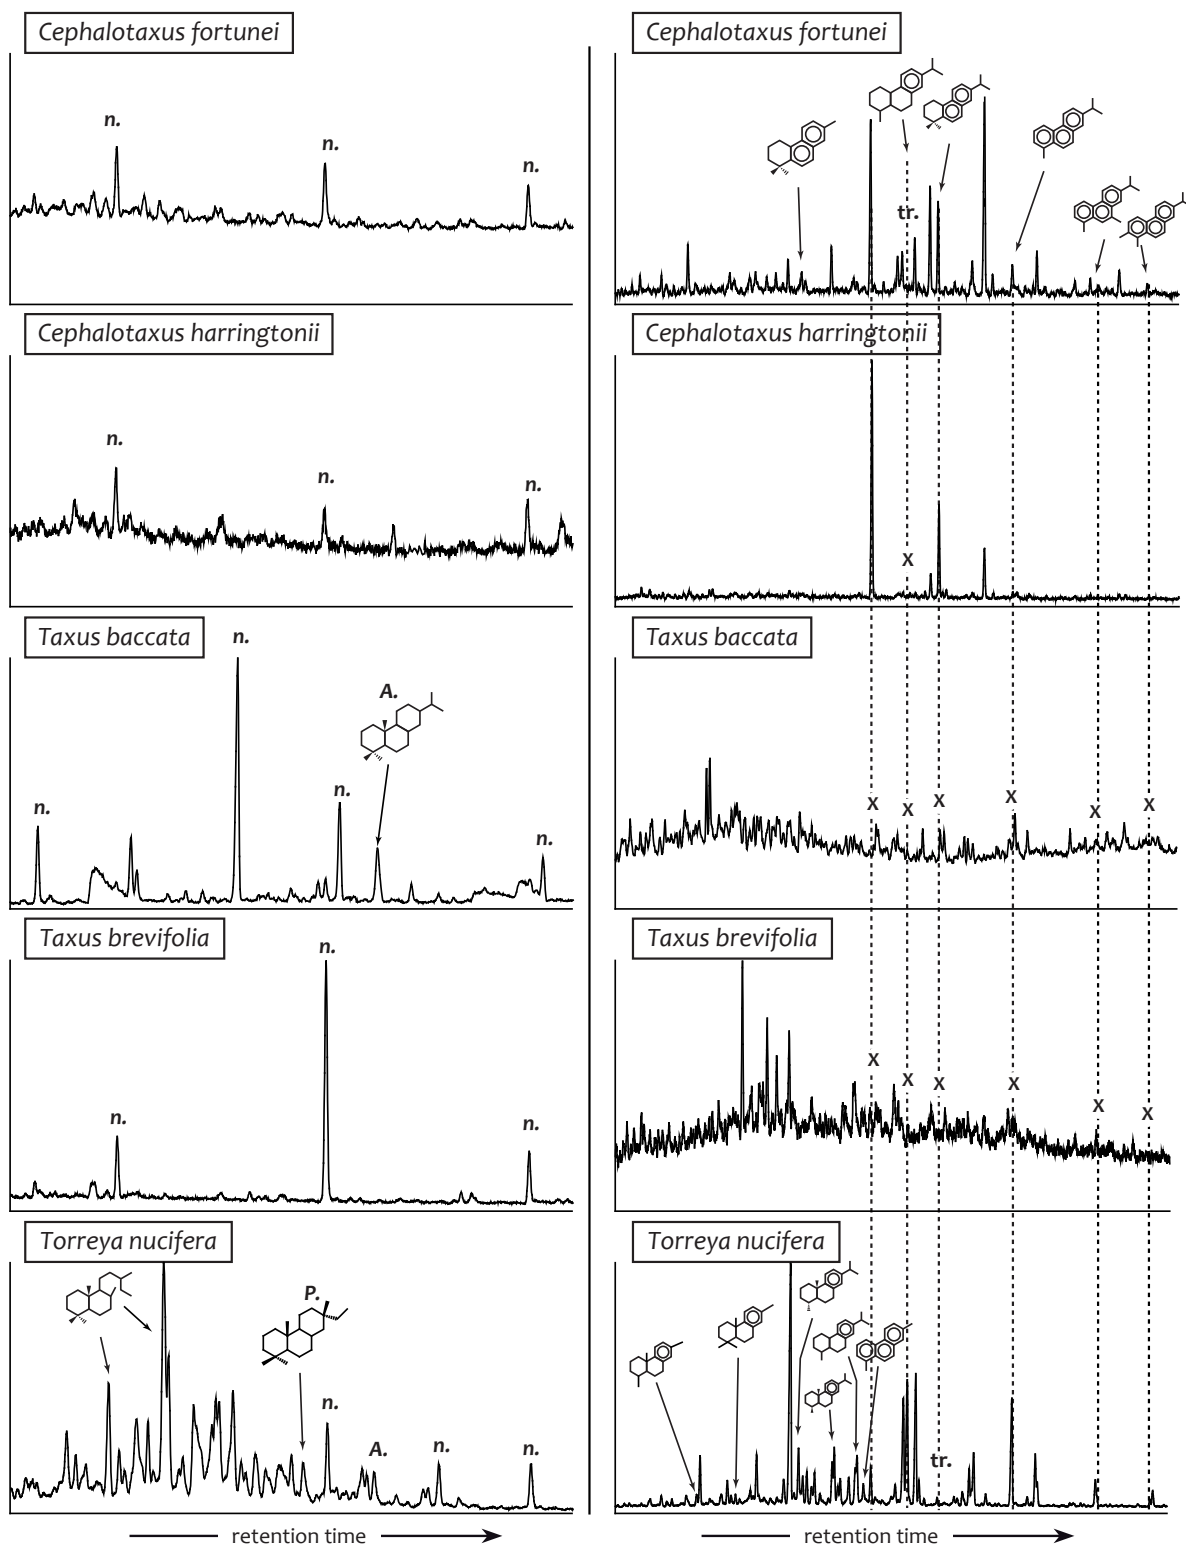 Cephalotaxus fortunei
n.
n.
n.
Cephalotaxus harringtonii
n.
n.
n.
Taxus baccata
n.
A.
n.
n.
n.
Taxus brevifolia
n.
n.
n.
Torreya nucifera
P.
n.
A.
n.
n.
retention time
Cephalotaxus fortunei
tr.
Cephalotaxus harringtonii
X
Taxus baccata
X X X X X X
Taxus brevifolia
X X X X X X
Torreya nucifera
tr.
retention time